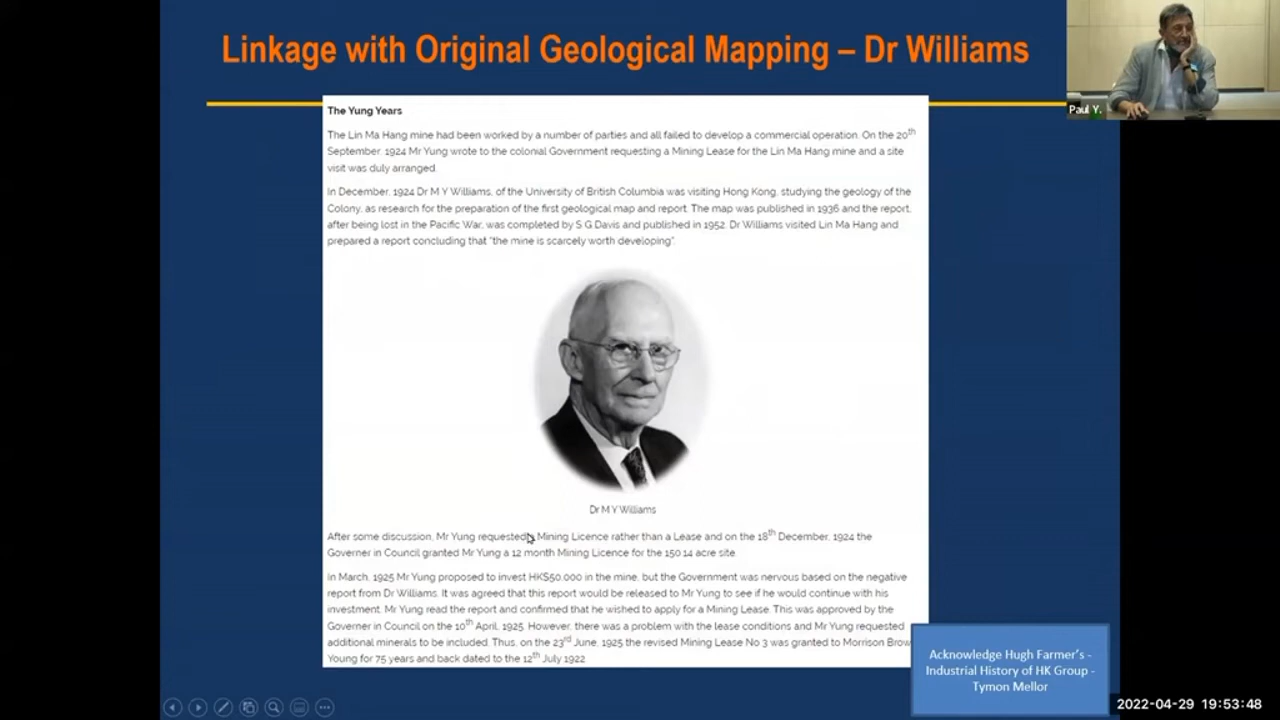 Linkage with Original Geological Mapping – Dr Williams
Paul Y.
The Yung Years
The Lin Ma Hang mine had been worked by a number of parties and all failed to develop a commercial operation. On the 20th
September, 1924 Mr Yung wrote to the colonial Government requesting a Mining Lease for the Lin Ma Hang mine and a site
visit was duly arranged.
In December, 1924 Dr M Y Williams, of the University of British Columbia was visiting Hong Kong, studying the geology of the
Colony, as research for the preparation of the first geological map and report. The map was published in 1936 and the report,
after being lost in the Pacific War, was completed by S G Davis and published in 1952. Dr Williams visited Lin Ma Hang and
prepared a report concluding that "the mine is scarcely worth developing".
Dr M Y Williams
After some discussion, Mr Yung requested Mining Licence rather than a Lease and on the 18th December, 1924 the
Governer in Council granted Mr Yung a 12 month Mining Licence for the 150.14 acre site.
In March, 1925 Mr Yung proposed to invest HK$50,000 in the mine, but the Government was nervous based on the negative
report from Dr Williams. It was agreed that this report would be released to Mr Yung to see if he would continue with his
investment. Mr Yung read the report and confirmed that he wished to apply for a Mining Lease. This was approved by the
Governer in Council on the 10th April, 1925. However, there was a problem with the lease conditions and Mr Yung requested
additional minerals to be included. Thus, on the 23rd June, 1925 the revised Mining Lease No 3 was granted to Morrison Brow
Young for 75 years and back dated to the 12th July 1922
Acknowledge Hugh Farmer's -
Industrial History of HK Group -
Tymon Mellor
2022-04-29 19:53:48